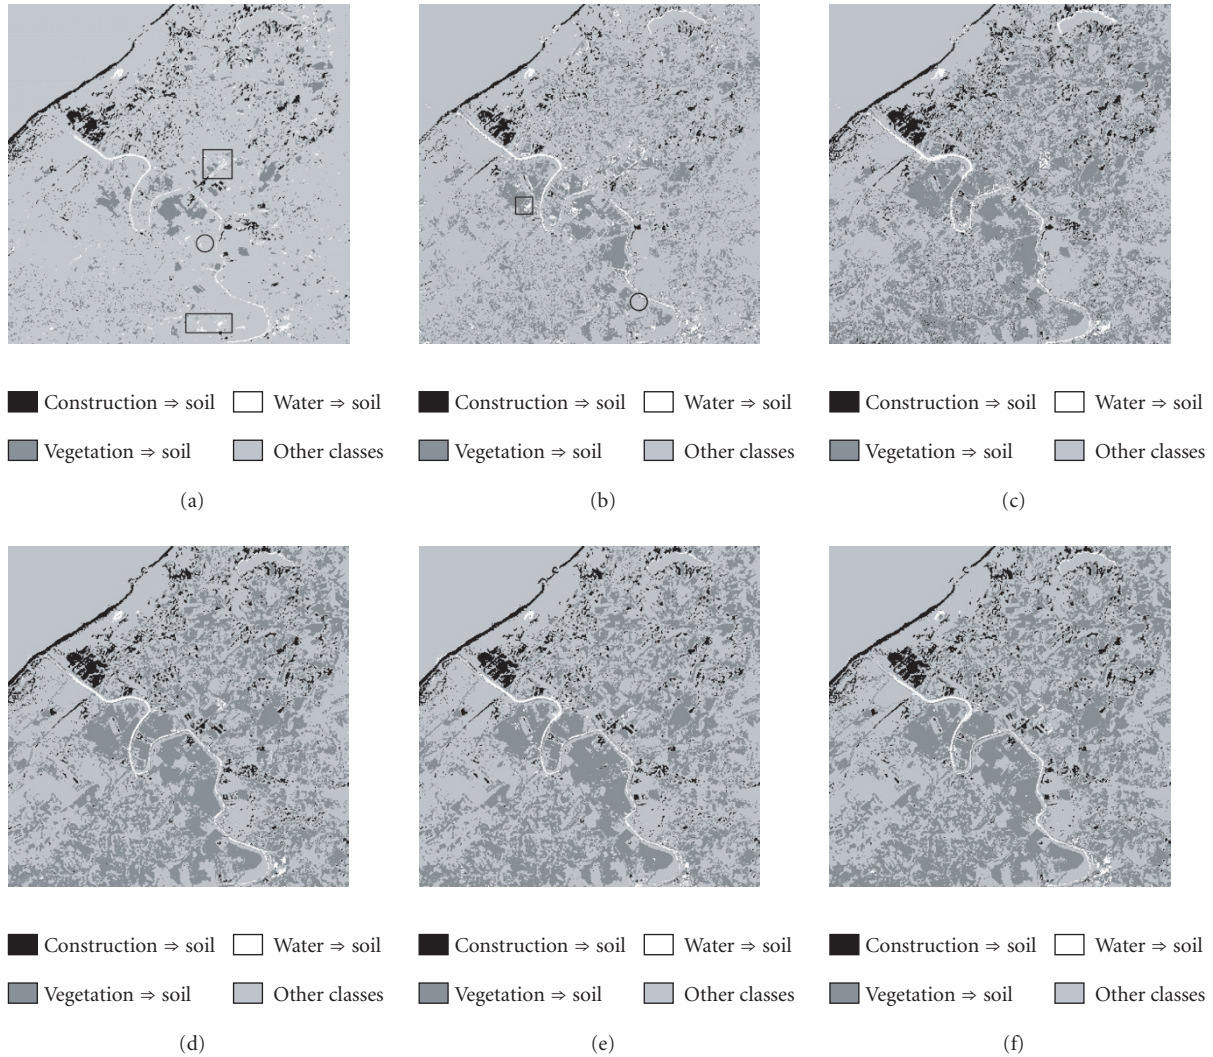 Construction ⇒ soil Water ⇒ soil
Vegetation ⇒ soil Other classes
(a)
Construction ⇒ soil Water ⇒ soil
Vegetation ⇒ soil Other classes
(b)
Construction ⇒ soil Water ⇒ soil
Vegetation ⇒ soil Other classes
(c)
Construction ⇒ soil Water ⇒ soil
Vegetation ⇒ soil Other classes
(d)
Construction ⇒ soil Water ⇒ soil
Vegetation ⇒ soil Other classes
(e)
Construction ⇒ soil Water ⇒ soil
Vegetation ⇒ soil Other classes
(f)